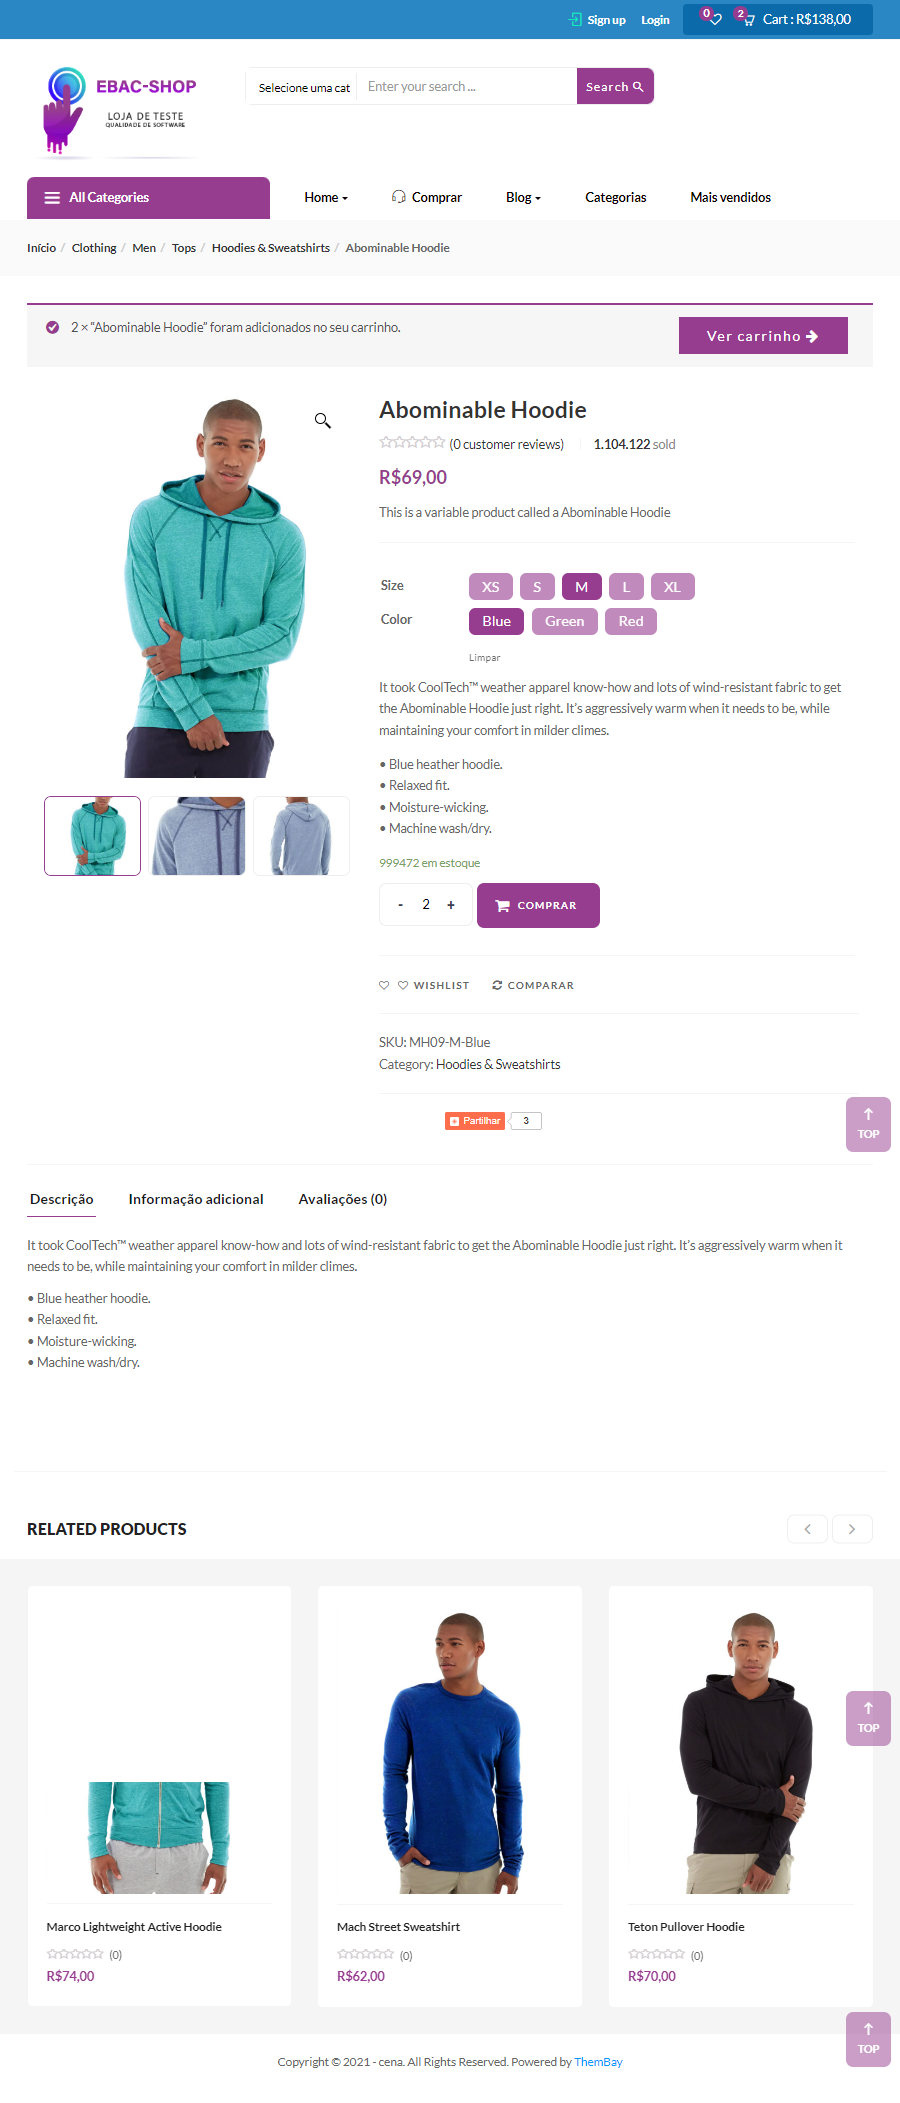 Sign up Login 0 2 Cart : R$138,00
EBAC-SHOP
LOJA DE TESTE
QUALIDADE DE SOFTWARE
Selecione uma cat Enter your search ... Search
All Categories Home Comprar Blog Categorias Mais vendidos
Início / Clothing / Men / Tops / Hoodies & Sweatshirts / Abominable Hoodie
2 × “Abominable Hoodie” foram adicionados no seu carrinho. Ver carrinho
Abominable Hoodie
(0 customer reviews) 1.104.122 sold
R$69,00
This is a variable product called a Abominable Hoodie
Size XS S M L XL
Color Blue Green Red
Limpar
It took CoolTech™ weather apparel know-how and lots of wind-resistant fabric to get
the Abominable Hoodie just right. It’s aggressively warm when it needs to be, while
maintaining your comfort in milder climes.
• Blue heather hoodie.
• Relaxed fit.
• Moisture-wicking.
• Machine wash/dry.
999472 em estoque
- 2 + COMPRAR
WISHLIST COMPARAR
SKU: MH09-M-Blue
Category: Hoodies & Sweatshirts
Partilhar 3
TOP
Descrição Informação adicional Avaliações (0)
It took CoolTech™ weather apparel know-how and lots of wind-resistant fabric to get the Abominable Hoodie just right. It’s aggressively warm when it
needs to be, while maintaining your comfort in milder climes.
• Blue heather hoodie.
• Relaxed fit.
• Moisture-wicking.
• Machine wash/dry.
RELATED PRODUCTS
TOP
Marco Lightweight Active Hoodie Mach Street Sweatshirt Teton Pullover Hoodie
(0) (0) (0)
R$74,00 R$62,00 R$70,00
TOP
Copyright © 2021 - cena. All Rights Reserved. Powered by ThemBay